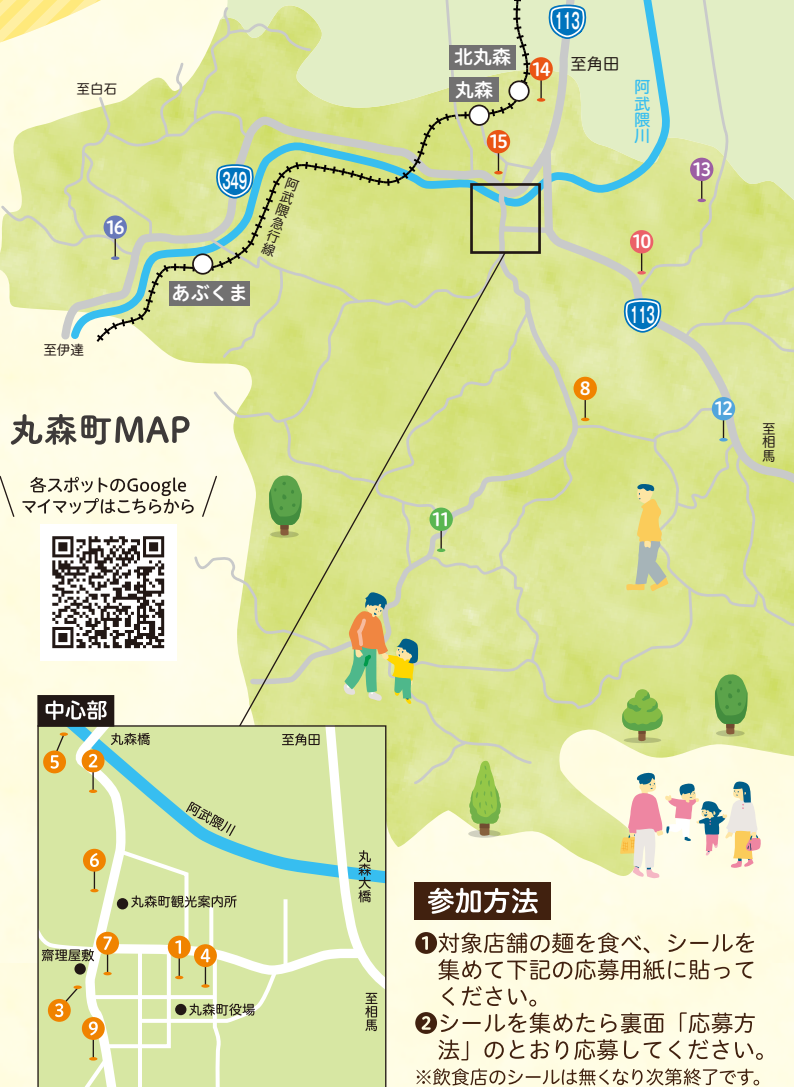 113
至角田
北丸森
14
丸森
至白石
阿武隈川
15
13
349
阿武隈急行線
16
10
あぶくま
113
至伊達
8
12
至相馬
丸森町MAP
各スポットのGoogle
マイマップはこちらから
11
中心部
丸森橋
至角田
5
2
阿武隈川
6
丸森大橋
丸森町観光案内所
7
1
4
齋理屋敷
3
丸森町役場
至相馬
9
参加方法
❶対象店舗の麺を食べ、シールを
集めて下記の応募用紙に貼って
ください。
❷シールを集めたら裏面「応募方
法」のとおり応募してください。
※飲食店のシールは無くなり次第終了です。